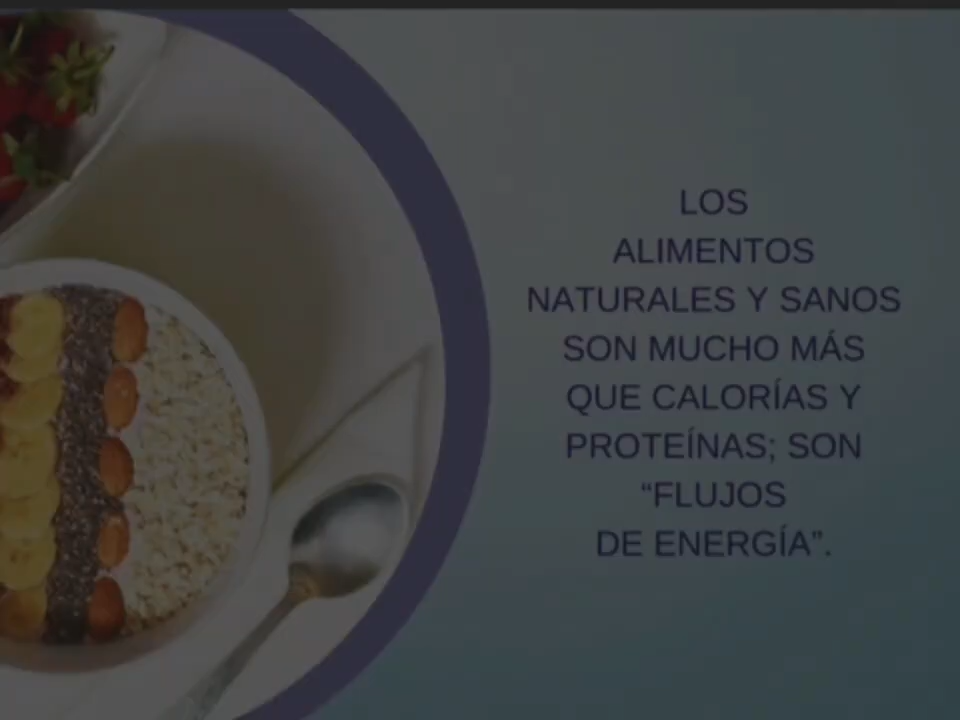 LOS
ALIMENTOS
NATURALES Y SANOS
SON MUCHO MÁS
QUE CALORÍAS Y
PROTEÍNAS; SON
“FLUJOS
DE ENERGÍA”.